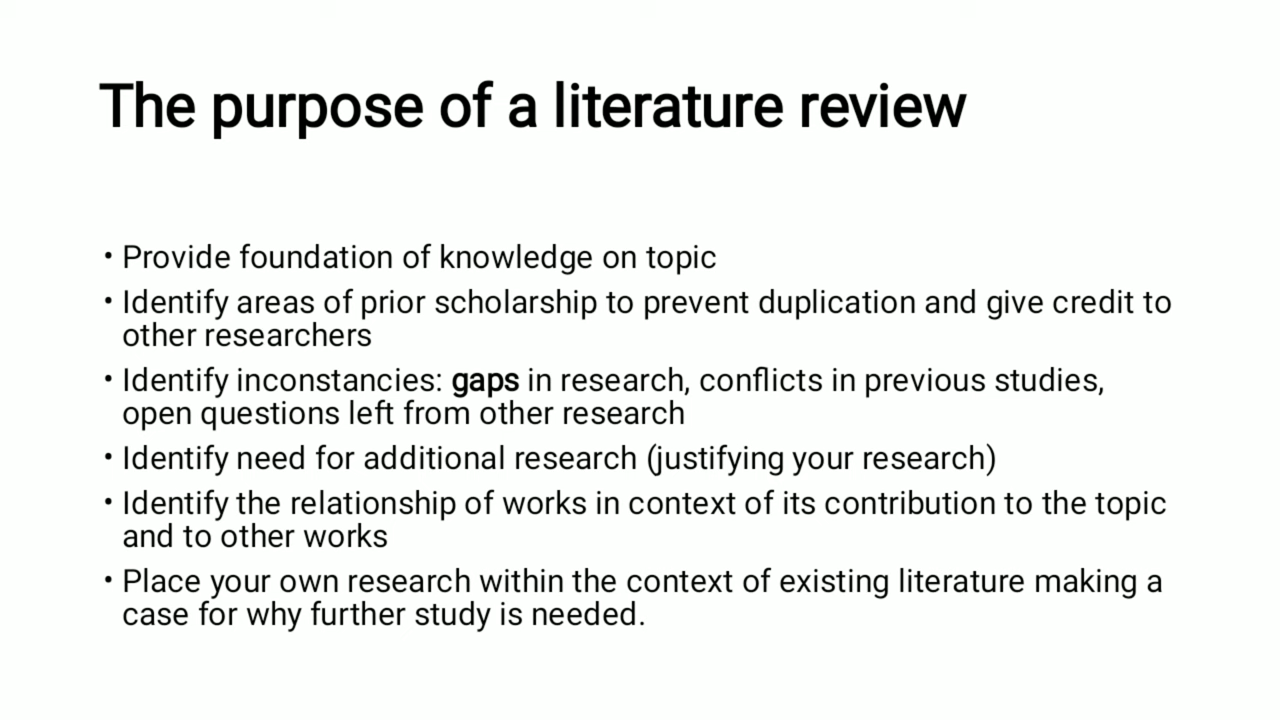 The purpose of a literature review
• Provide foundation of knowledge on topic
• Identify areas of prior scholarship to prevent duplication and give credit to
other researchers
• Identify inconstancies: gaps in research, conflicts in previous studies,
open questions left from other research
• Identify need for additional research (justifying your research)
• Identify the relationship of works in context of its contribution to the topic
and to other works
• Place your own research within the context of existing literature making a
case for why further study is needed.